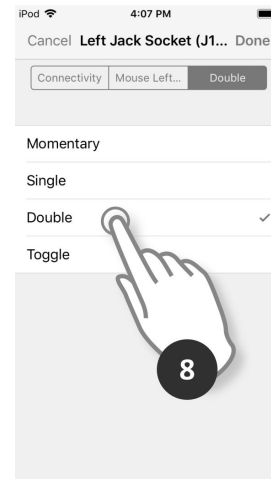 iPod 4:07 PM
Cancel Left Jack Socket (J1... Done
Connectivity Mouse Left... Double
Momentary
Single
Double
Toggle
8